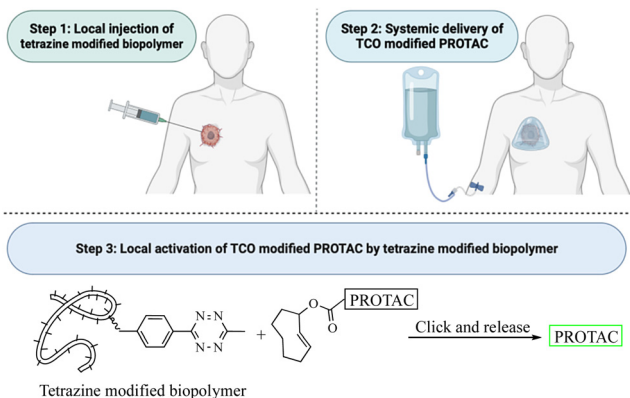 Step 1: Local injection of
tetrazine modified biopolymer
Step 2: Systemic delivery of
TCO modified PROTAC
Step 3: Local activation of TCO modified PROTAC by tetrazine modified biopolymer
N-N
N=N
+
O
O
PROTAC
Click and release
PROTAC
Tetrazine modified biopolymer